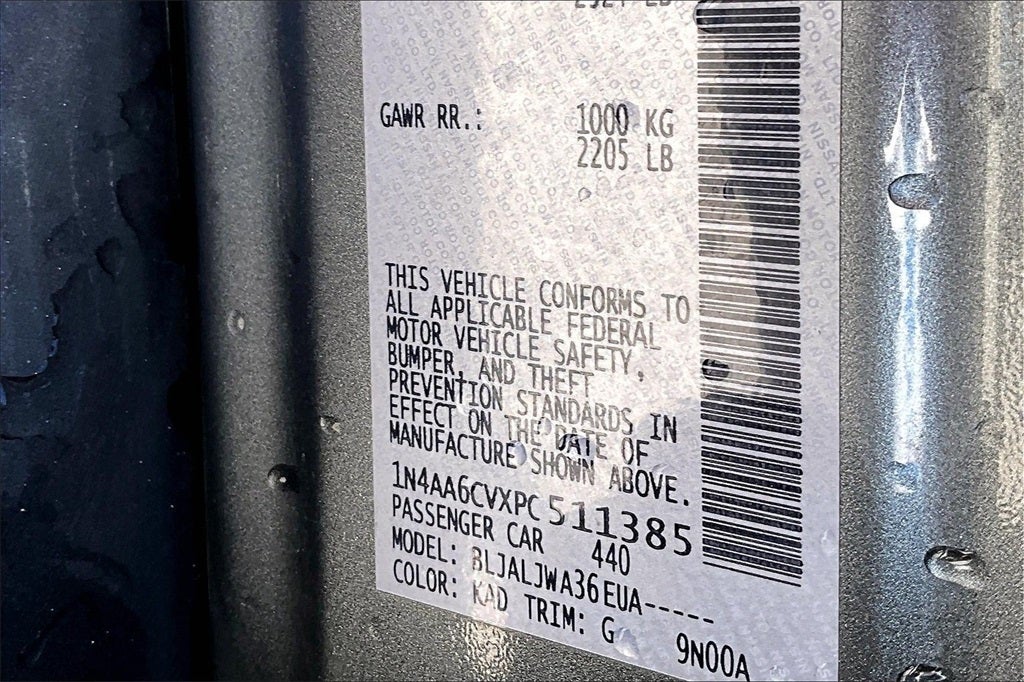 GAWR RR.: 1000 KG
2205 LB
THIS VEHICLE CONFORMS TO
ALL APPLICABLE FEDERAL
MOTOR VEHICLE SAFETY,
BUMPER, AND THEFT
PREVENTION STANDARDS IN
EFFECT ON THE DATE OF
MANUFACTURE SHOWN ABOVE.
1N4AA6CVXPC511385
PASSENGER CAR 440
MODEL: BLJALJWA36EUA-----
COLOR: KAD TRIM: G 9N00A